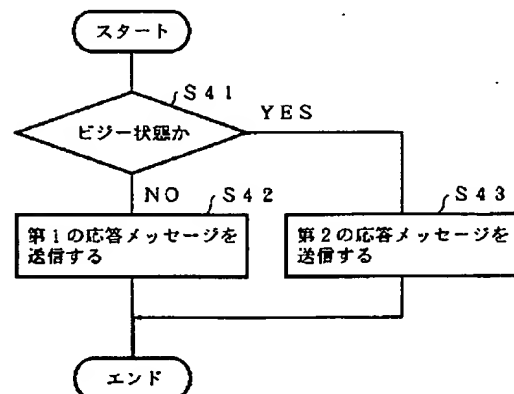 スタート
S41
ビジー状態か
YES
NO
S42
S43
第1の応答メッセージを
送信する
第2の応答メッセージを
送信する
エンド